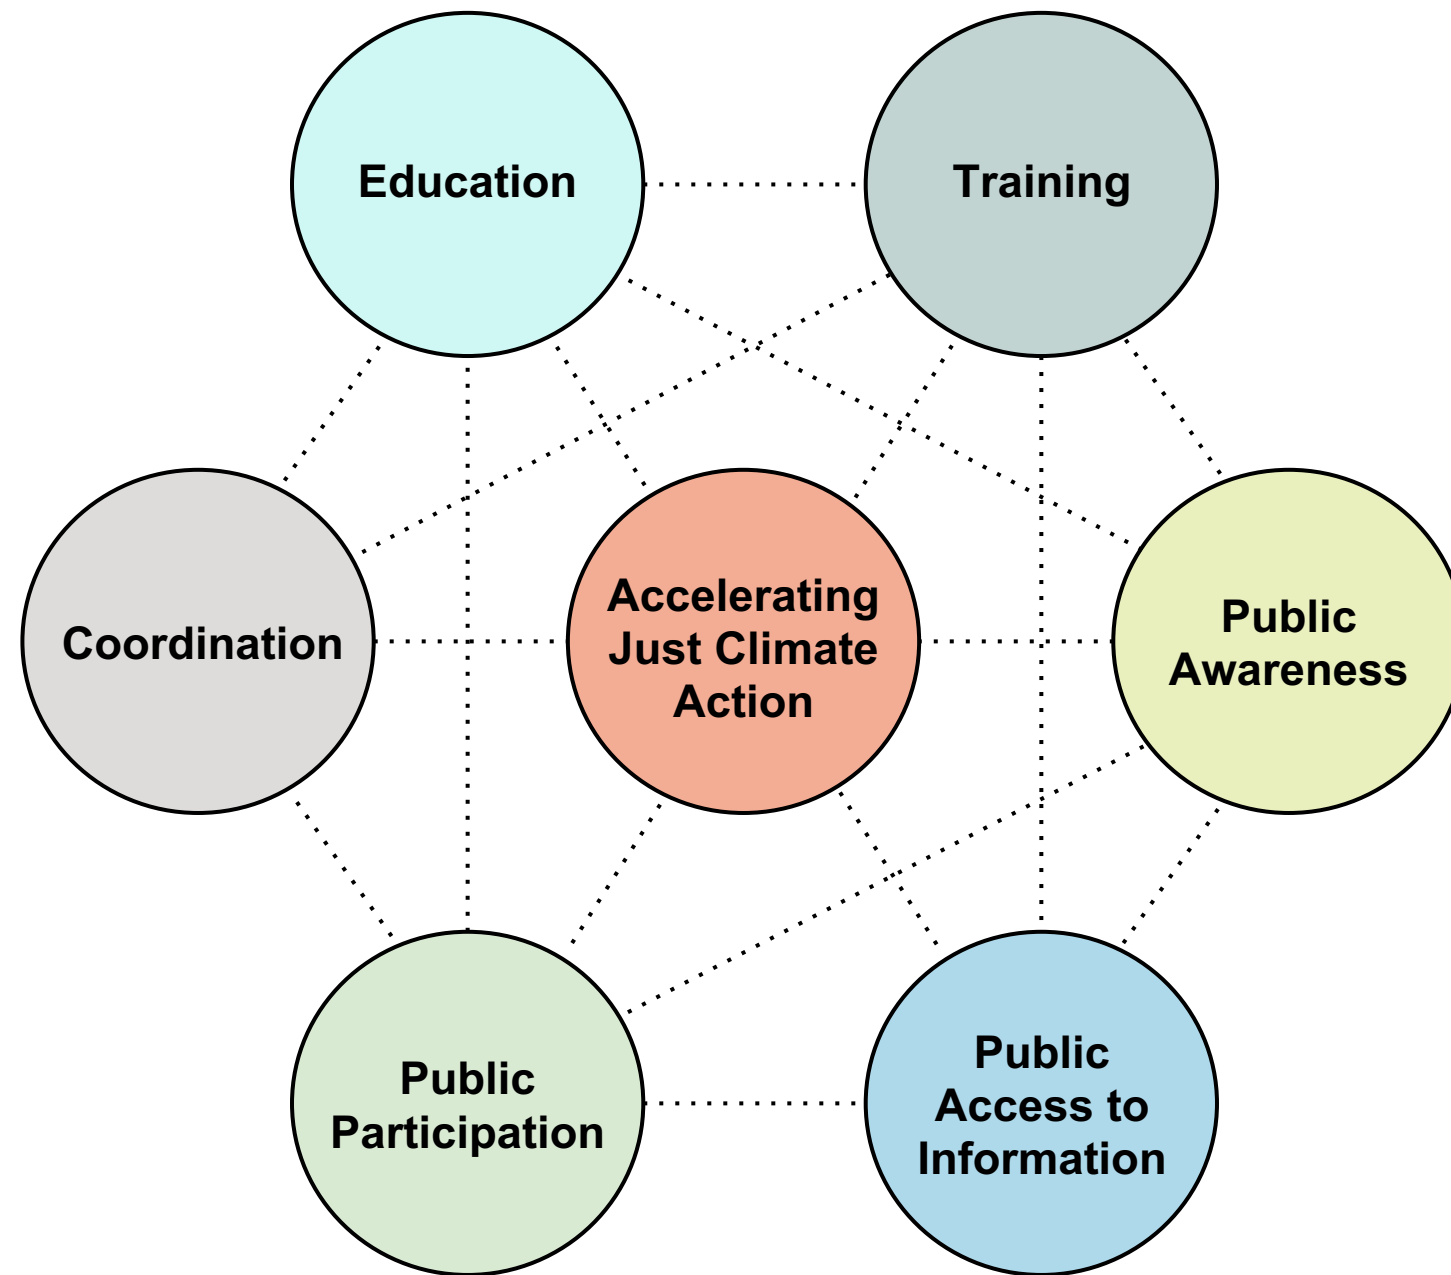 Education
Training
Coordination
Accelerating
Just Climate
Action
Public
Awareness
Public
Participation
Public
Access to
Information